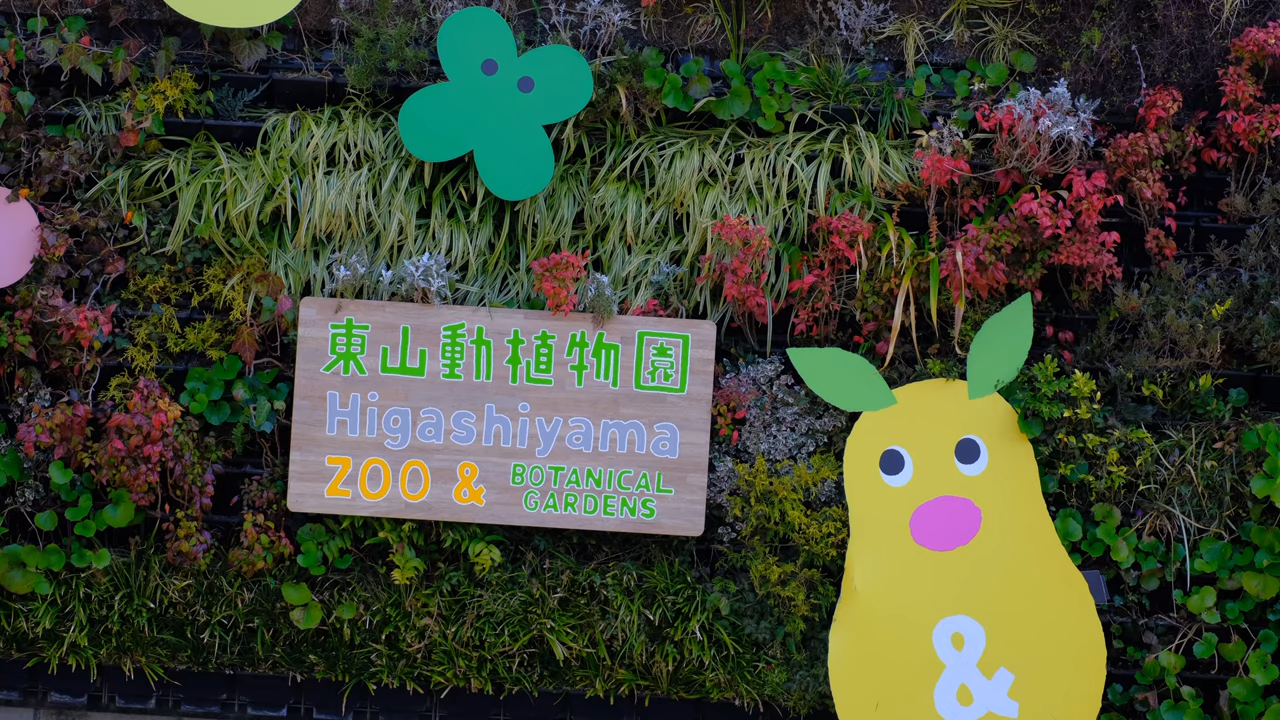 東山動植物園
Higashiyama
ZOO & BOTANICAL
GARDENS
&